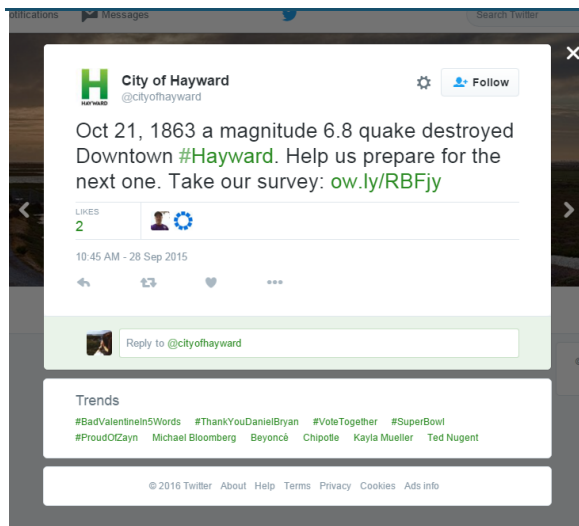 otifications Messages Search Twitter
HAYWARD
City of Hayward
@cityofhayward
Follow
Oct 21, 1863 a magnitude 6.8 quake destroyed
Downtown #Hayward. Help us prepare for the
next one. Take our survey: ow.ly/RBFjy
LIKES
2
10:45 AM - 28 Sep 2015
Reply to @cityofhayward
Trends
#BadValentineIn5Words #ThankYouDanielBryan #VoteTogether #SuperBowl
#ProudOfZayn Michael Bloomberg Beyoncé Chipotle Kayla Mueller Ted Nugent
© 2016 Twitter About Help Terms Privacy Cookies Ads info